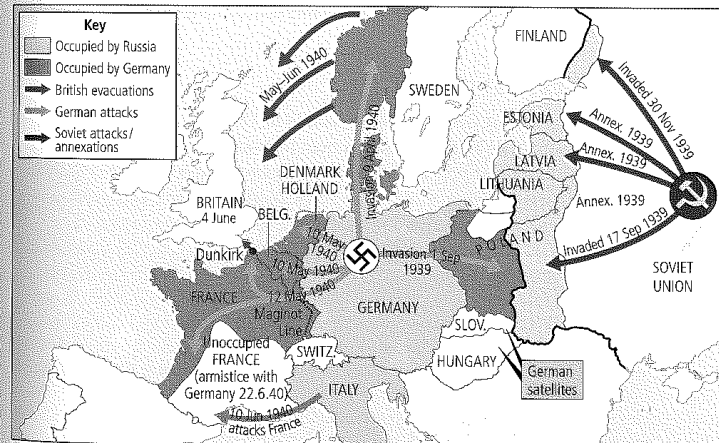 Key
Occupied by Russia
Occupied by Germany
British evacuations
German attacks
Soviet attacks/
annexations
May–Jun 1940
FINLAND
SWEDEN
Invaded 30 Nov 1939
ESTONIA
Annex. 1939
LATVIA
Annex. 1939
LITHUANIA
Annex. 1939
Invasion 9 April 1940
DENMARK
HOLLAND
BRITAIN
4 June
BELG.
Dunkirk
10 May
1940
10 May 1940
12 May 1940
Invasion 1 Sep
1939
POLAND
Invaded 17 Sep 1939
SOVIET
UNION
FRANCE
Maginot
Line
GERMANY
SLOV.
Unoccupied
FRANCE
(armistice with
Germany 22.6.40)
SWITZ.
HUNGARY
German
satellites
ITALY
10 Jun 1940
attacks France